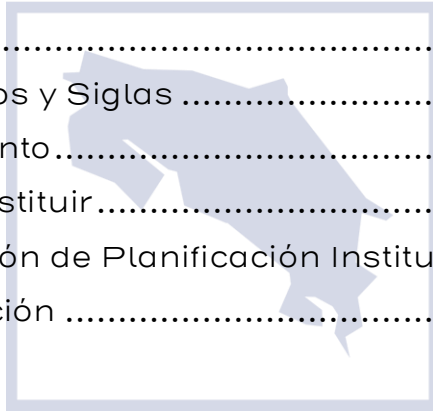 ................................................
os y Siglas ..............................
nto............................................
stituir........................................
ón de Planificación Institu
ción ..........................................